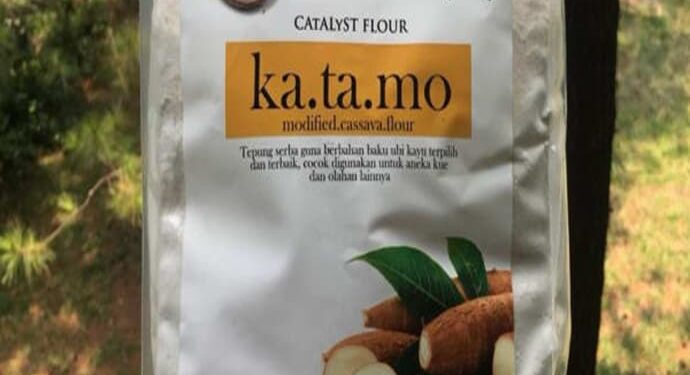 CATALYST FLOUR
ka.ta.mo
modified.cassava.flour
Tepung serba guna berbahan baku ubi kayu terpilih
dan terbaik, cocok digunakan untuk aneka kue
dan olahan lainnya